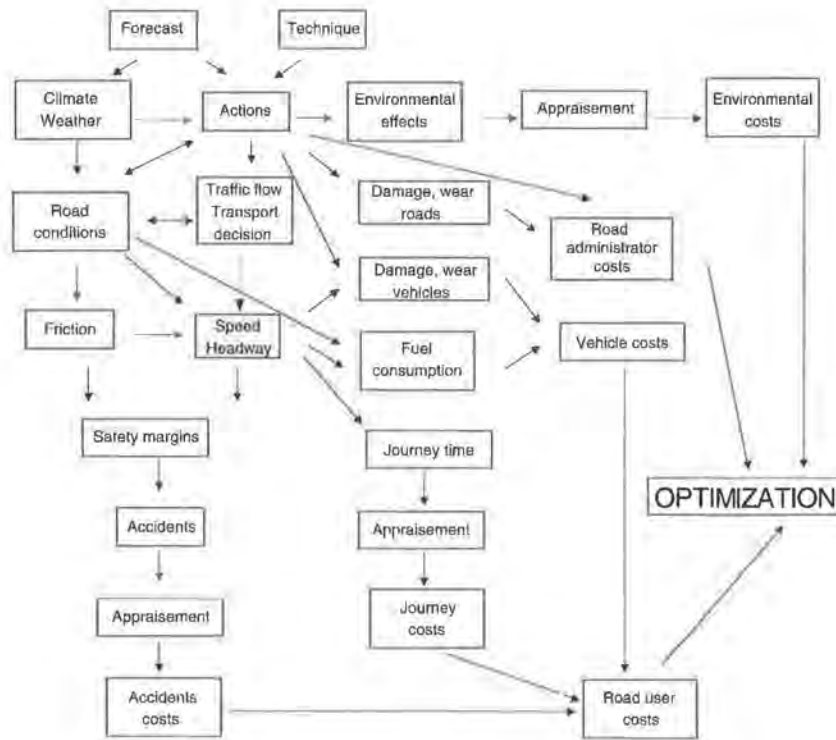 Forecast
Technique
Climate
Weather
Actions
Environmental
effects
Appraisement
Environmental
costs
Road
conditions
Traffic flow
Transport
decision
Damage, wear
roads
Road
administrator
costs
Damage, wear
vehicles
Friction
Speed
Headway
Fuel
consumption
Vehicle costs
Safety margins
Journey time
OPTIMIZATION
Accidents
Appraisement
Appraisement
Journey
costs
Accidents
costs
Road user
costs